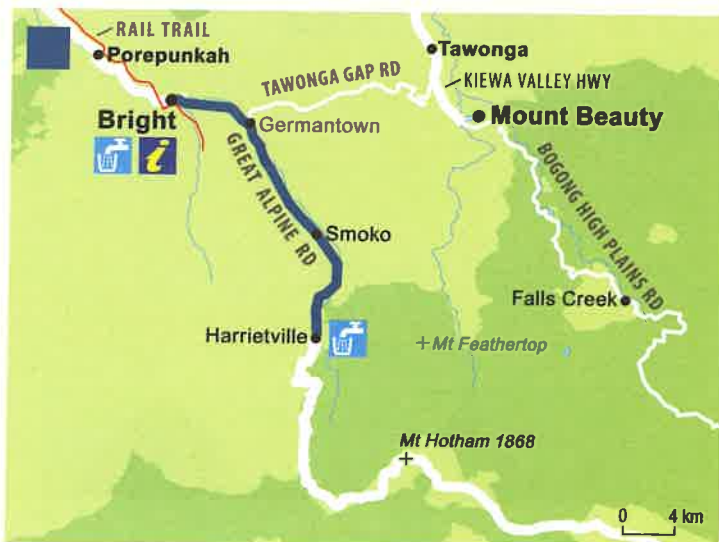 RAIL TRAIL
Porepunkah
Tawonga
TAWONGA GAP RD
KIEWA VALLEY HWY
Bright
Mount Beauty
Germantown
i
GREAT ALPINE RD
BOGONG HIGH PLAINS RD
Smoko
Falls Creek
Harrietville
Mt Feathertop
Mt Hotham 1868
0 4 km